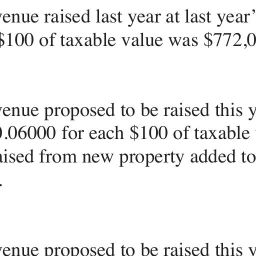 venue raised last year at last year'
$100 of taxable value was $772,0
venue proposed to be raised this y
0.06000 for each $100 of taxable
aised from new property added to
.
venue proposed to be raised this y